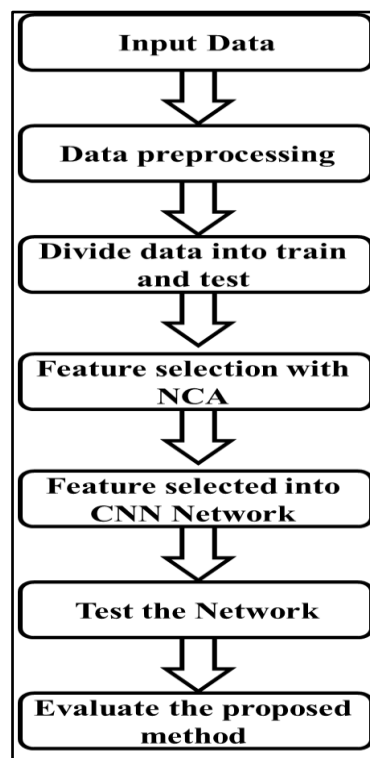 Input Data
Data preprocessing
Divide data into train
and test
Feature selection with
NCA
Feature selected into
CNN Network
Test the Network
Evaluate the proposed
method